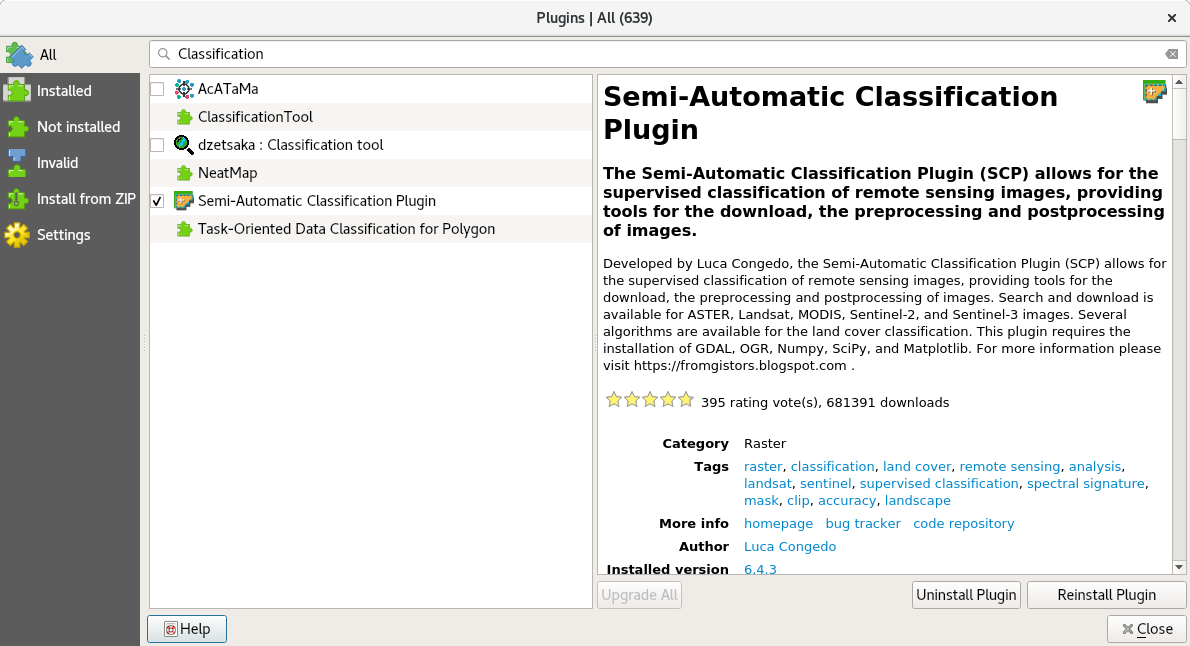 Plugins | All (639)
All
Installed
Not installed
Invalid
Install from ZIP
Settings
Classification
AcATaMa
ClassificationTool
dzetsaka : Classification tool
NeatMap
Semi-Automatic Classification Plugin
Task-Oriented Data Classification for Polygon
Semi-Automatic Classification
Plugin
The Semi-Automatic Classification Plugin (SCP) allows for the
supervised classification of remote sensing images, providing
tools for the download, the preprocessing and postprocessing
of images.
Developed by Luca Congedo, the Semi-Automatic Classification Plugin (SCP) allows for
the supervised classification of remote sensing images, providing tools for the
download, the preprocessing and postprocessing of images. Search and download is
available for ASTER, Landsat, MODIS, Sentinel-2, and Sentinel-3 images. Several
algorithms are available for the land cover classification. This plugin requires the
installation of GDAL, OGR, Numpy, SciPy, and Matplotlib. For more information please
visit https://fromgistors.blogspot.com .
395 rating vote(s), 681391 downloads
Category Raster
Tags raster, classification, land cover, remote sensing, analysis,
landsat, sentinel, supervised classification, spectral signature,
mask, clip, accuracy, landscape
More info homepage bug tracker code repository
Author Luca Congedo
Installed version 6.4.3
Upgrade All
Uninstall Plugin
Reinstall Plugin
Help
Close